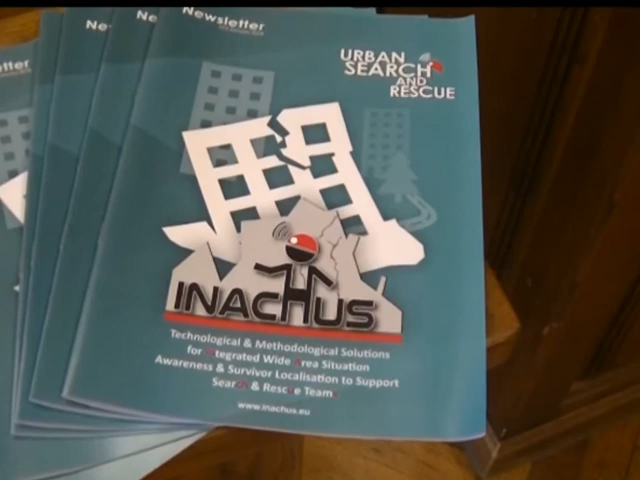 Newsletter
URBAN
SEARCH
AND
RESCUE
INACHUS
Technological & Methodological Solutions
for Integrated Wide Area Situation
Awareness & Survivor Localisation to Support
Search & Rescue Teams
www.inachus.eu